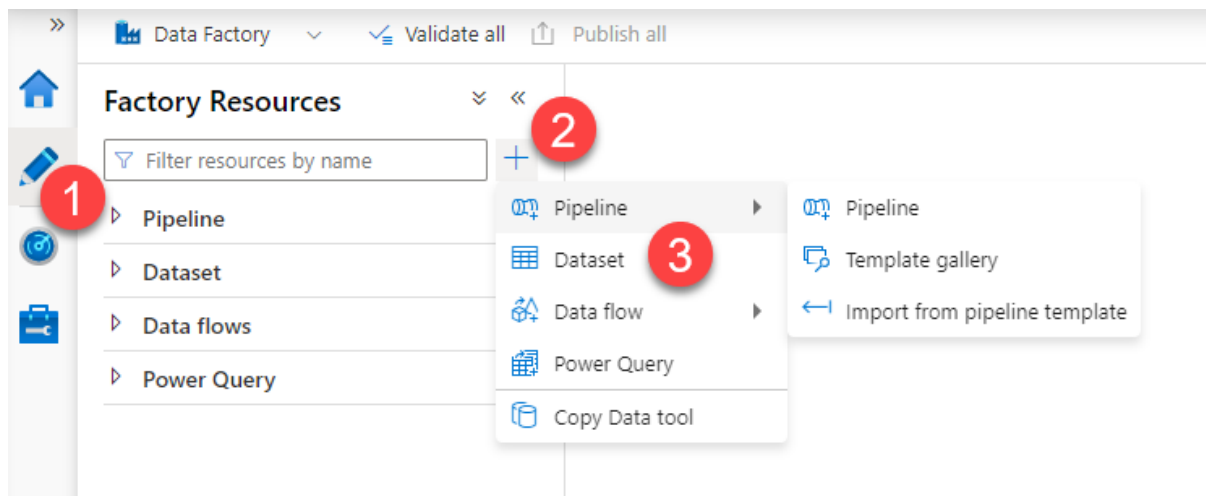 Data Factory
Validate all
Publish all
Factory Resources
2
Filter resources by name
1
Pipeline
Dataset
Data flows
Power Query
Pipeline
Dataset
3
Data flow
Power Query
Copy Data tool
Pipeline
Template gallery
Import from pipeline template